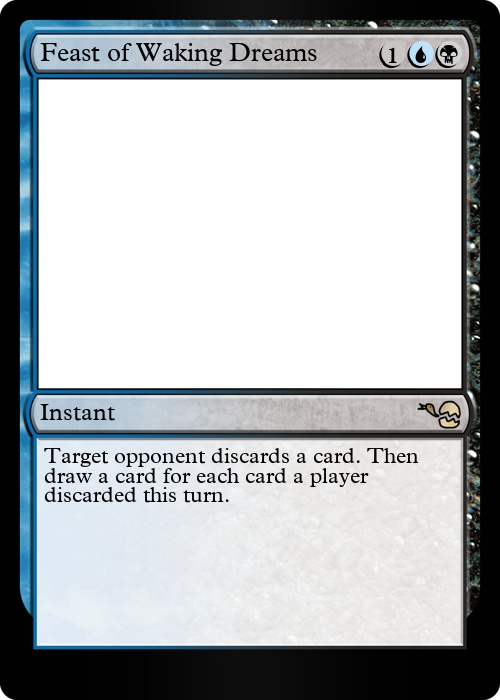 Feast of Waking Dreams 1
Instant
Target opponent discards a card. Then
draw a card for each card a player
discarded this turn.